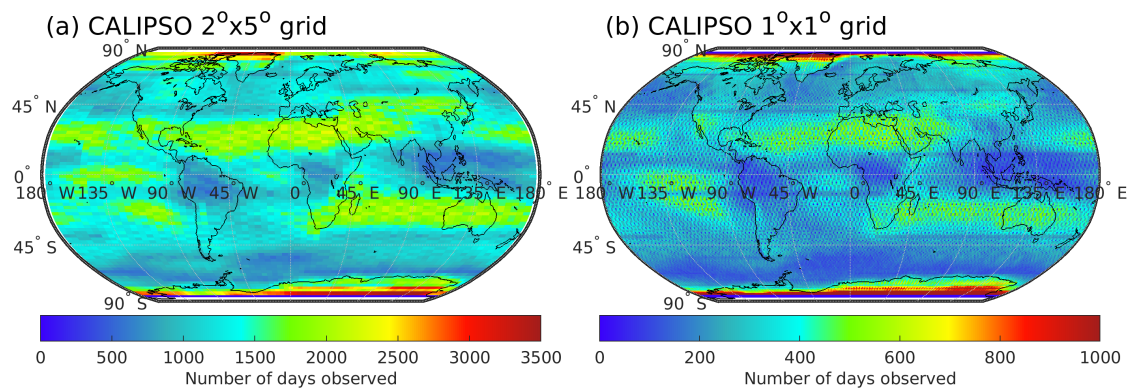 (a) CALIPSO 2°x5° grid
(b) CALIPSO 1°x1° grid
90° N
90° N
45° N
45° N
0°
0°
180° W 135° W 90° W 45° W 0° 45° E 90° E 135° E 180° E
180° W 135° W 90° W 45° W 0° 45° E 90° E 135° E 180° E
45° S
45° S
90° S
90° S
0 500 1000 1500 2000 2500 3000 3500
0 200 400 600 800 1000
Number of days observed
Number of days observed